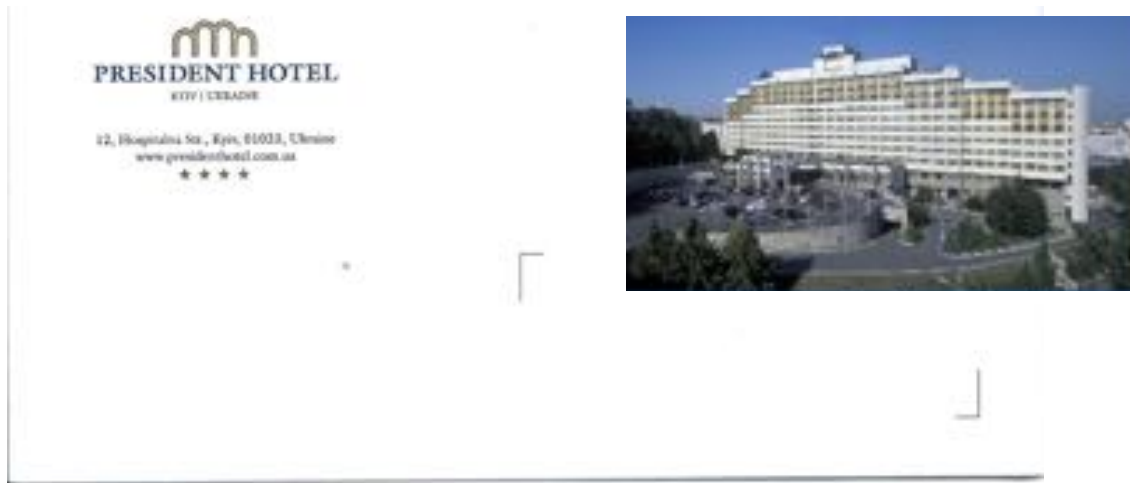 PRESIDENT HOTEL
KYIV | UKRAINE
12, Hospitalna Str., Kyiv, 01023, Ukraine
www.presidenthotel.com.ua
★ ★ ★ ★